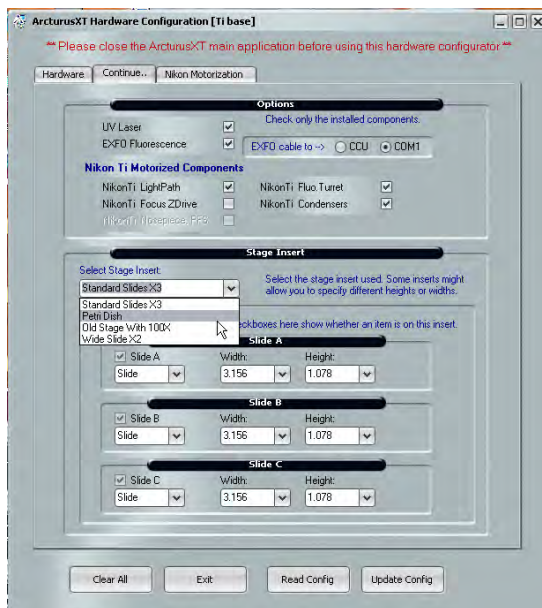 ArcturusXT Hardware Configuration [Ti base]
** Please close the ArcturusXT main application before using this hardware configurator **
Hardware Continue.. Nikon Motorization
Options
Check only the installed components.
UV Laser
EXFO Fluorescence EXFO cable to -> CCU COM1
Nikon Ti Motorized Components
NikonTi LightPath NikonTi Fluo.Turret
NikonTi Focus ZDrive NikonTi Condensers
NikonTi Nosepiece, PFS
Stage Insert
Select Stage Insert:
Standard Slides X3
Select the stage insert used. Some inserts might
allow you to specify different heights or widths.
Standard Slides X3
Petri Dish
Old Stage With 100X
Wide Slide X2
checkboxes here show whether an item is on this insert.
Slide A
Slide A Width: Height:
Slide 3.156 1.078
Slide B
Slide B Width: Height:
Slide 3.156 1.078
Slide C
Slide C Width: Height:
Slide 3.156 1.078
Clear All Exit Read Config Update Config